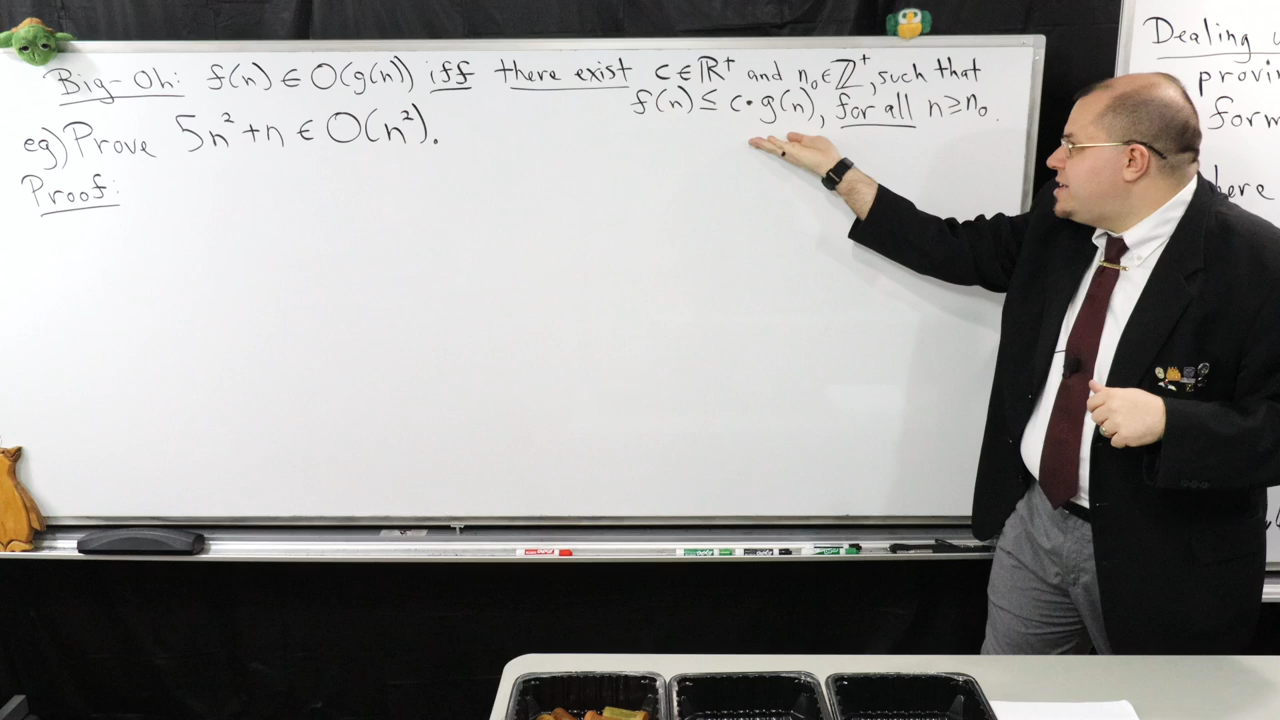 Big-Oh: f(n) ∈ O(g(n)) iff there exist c ∈ ℝ⁺ and n₀ ∈ ℤ⁺, such that
f(n) ≤ c • g(n), for all n ≥ n₀.
eg) Prove 5n² + n ∈ O(n²).
Proof:
Dealing
provin
form
here